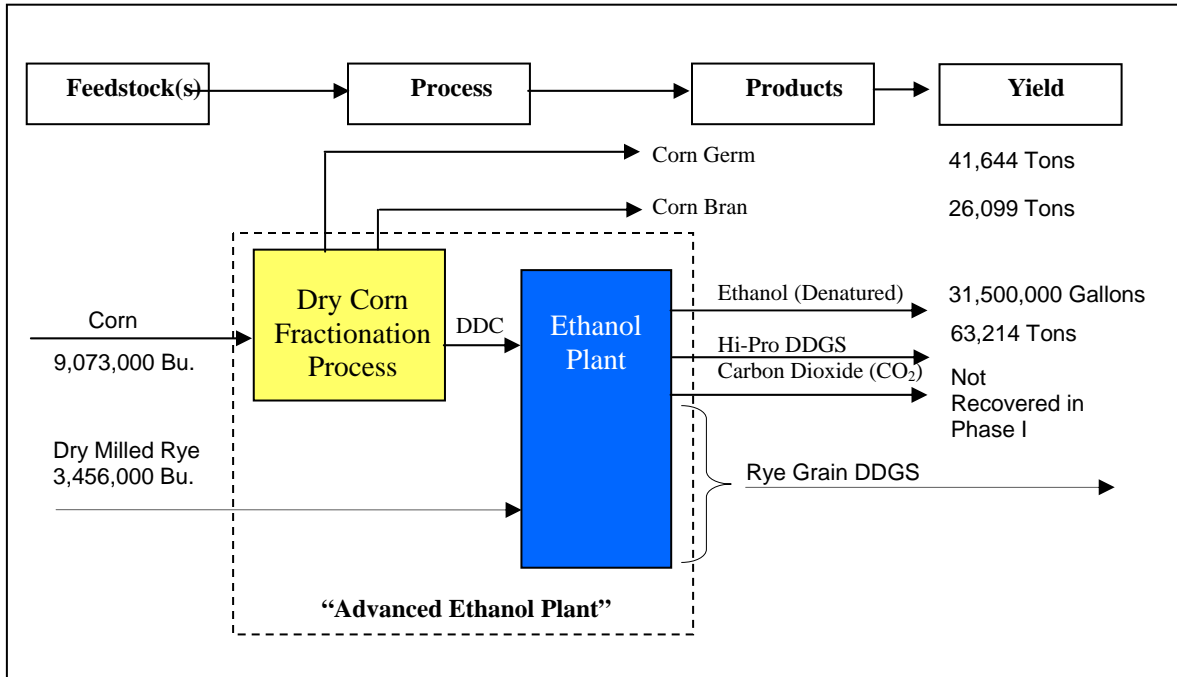 Feedstock(s)
Process
Products
Yield
Corn Germ
41,644 Tons
Corn Bran
26,099 Tons
Dry Corn
Fractionation
Process
DDC
Ethanol
Plant
Corn
9,073,000 Bu.
Ethanol (Denatured)
31,500,000 Gallons
63,214 Tons
Hi-Pro DDGS
Carbon Dioxide (CO₂)
Not
Recovered in
Phase I
Dry Milled Rye
3,456,000 Bu.
Rye Grain DDGS
“Advanced Ethanol Plant”